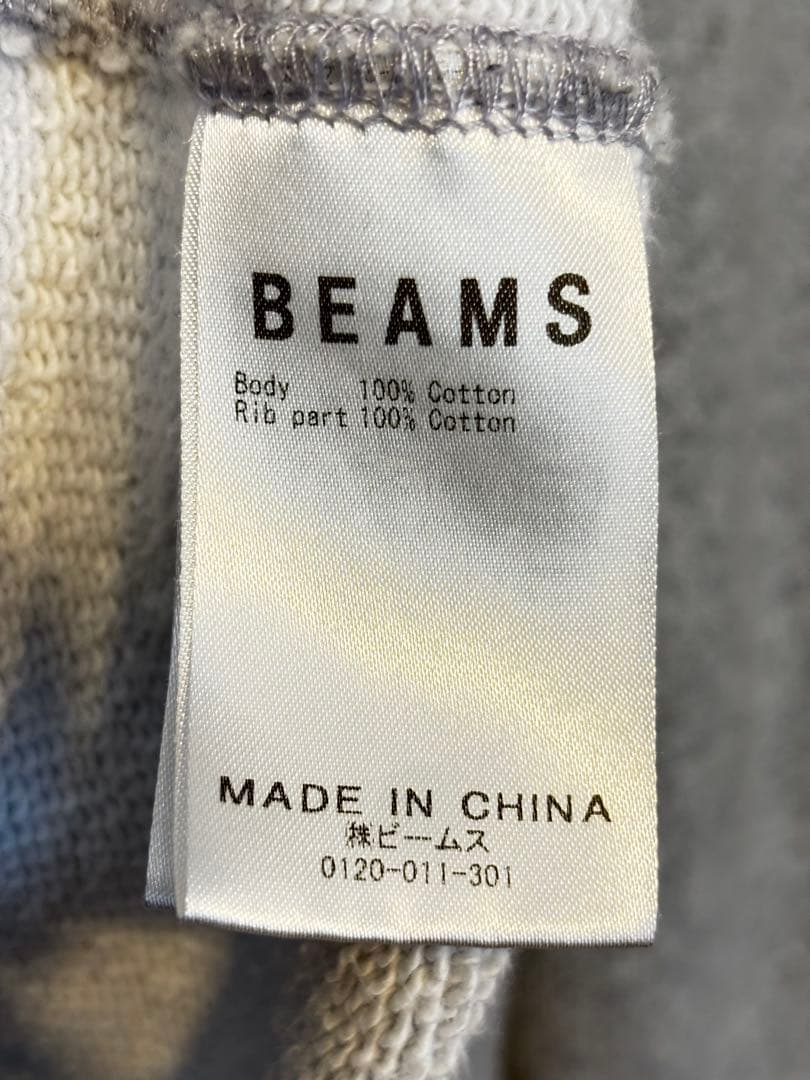 BEAMS
Body 100% Cotton
Rib part 100% Cotton
MADE IN CHINA
㈱ビームス
0120-011-301